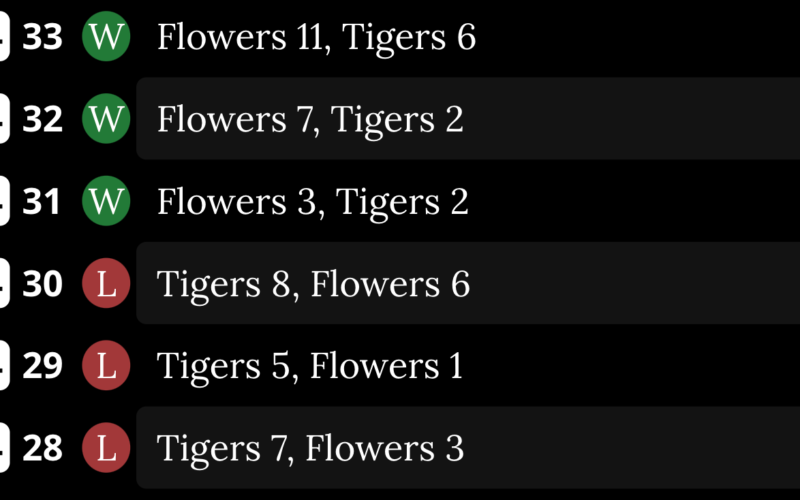 33 W Flowers 11, Tigers 6
32 W Flowers 7, Tigers 2
31 W Flowers 3, Tigers 2
30 L Tigers 8, Flowers 6
29 L Tigers 5, Flowers 1
28 L Tigers 7, Flowers 3